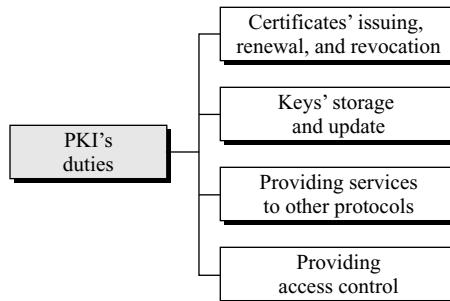 Certificates’ issuing,
renewal, and revocation
Keys’ storage
and update
PKI’s
duties
Providing services
to other protocols
Providing
access control